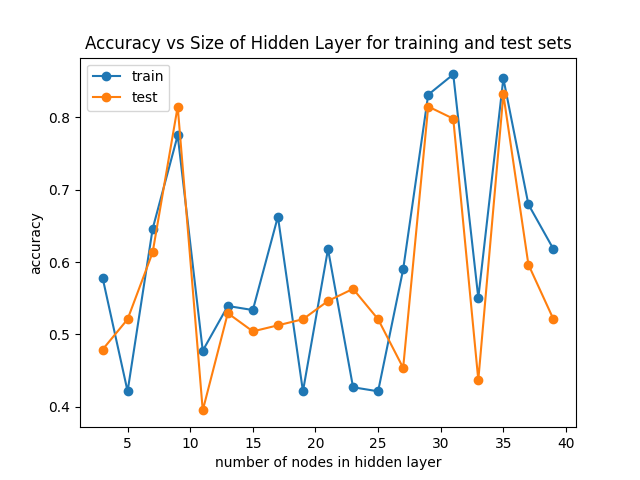 Accuracy vs Size of Hidden Layer for training and test sets
train
test
0.8
0.7
0.6
0.5
0.4
accuracy
5 10 15 20 25 30 35 40
number of nodes in hidden layer